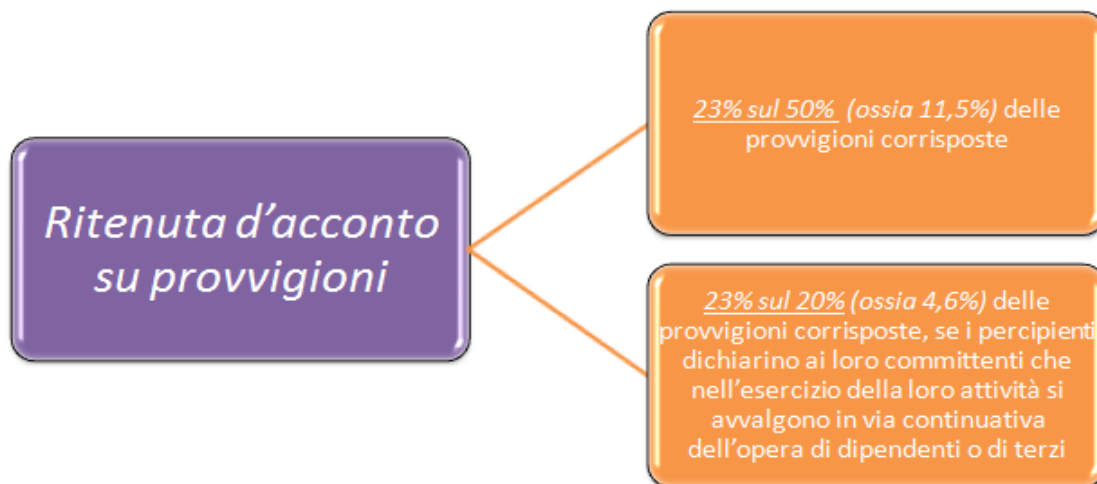 Ritenuta d’acconto
su provvigioni
23% sul 50% (ossia 11,5%) delle
provvigioni corrisposte
23% sul 20% (ossia 4,6%) delle
provvigioni corrisposte, se i percipienti
dichiarino ai loro committenti che
nell’esercizio della loro attività si
avvalgono in via continuativa
dell’opera di dipendenti o di terzi